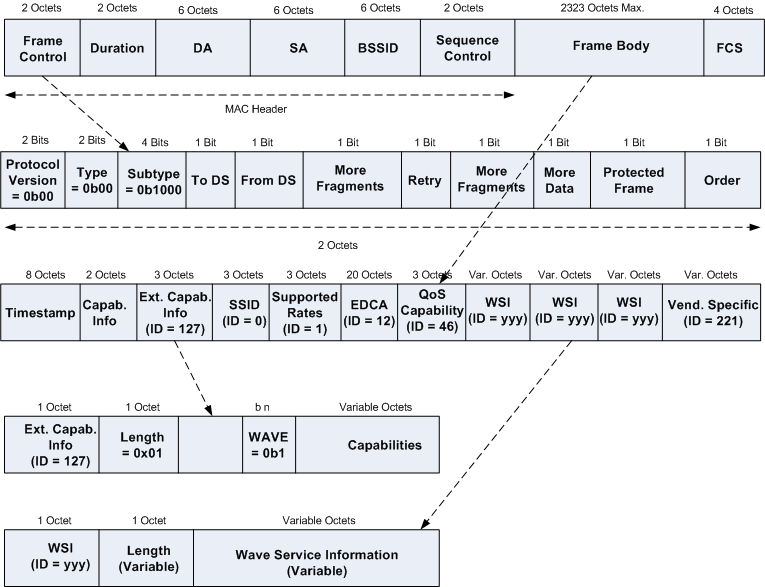 2 Octets 2 Octets 6 Octets 6 Octets 6 Octets 2 Octets 2323 Octets Max. 4 Octets
Frame Control Duration DA SA BSSID Sequence Control Frame Body FCS
MAC Header
2 Bits 2 Bits 4 Bits 1 Bit 1 Bit 1 Bit 1 Bit 1 Bit 1 Bit 1 Bit 1 Bit
Protocol Version = 0b00 Type = 0b00 Subtype = 0b1000 To DS From DS More Fragments Retry More Fragments More Data Protected Frame Order
2 Octets
8 Octets 2 Octets 3 Octets 3 Octets 3 Octets 20 Octets 3 Octets Var. Octets Var. Octets Var. Octets Var. Octets
Timestamp Capab. Info Ext. Capab. Info (ID = 127) SSID (ID = 0) Supported Rates (ID = 1) EDCA (ID = 12) QoS Capability (ID = 46) WSI (ID = yyy) WSI (ID = yyy) WSI (ID = yyy) Vend. Specific (ID = 221)
1 Octet 1 Octet b n Variable Octets
Ext. Capab. Info (ID = 127) Length = 0x01 WAVE = 0b1 Capabilities
1 Octet 1 Octet Variable Octets
WSI (ID = yyy) Length (Variable) Wave Service Information (Variable)